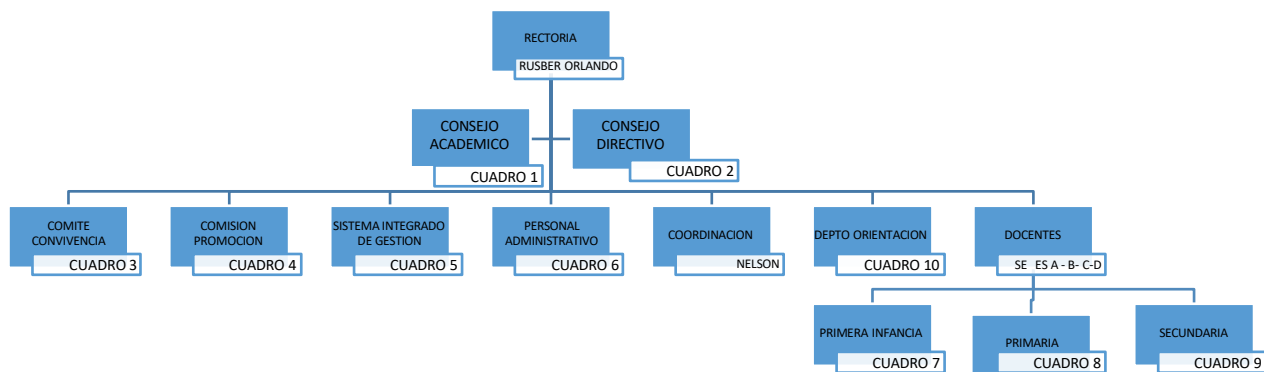 RECTORIA
RUSBER ORLANDO
CONSEJO
ACADEMICO
CUADRO 1
CONSEJO
DIRECTIVO
CUADRO 2
COMITE
CONVIVENCIA
CUADRO 3
COMISION
PROMOCION
CUADRO 4
SISTEMA INTEGRADO
DE GESTION
CUADRO 5
PERSONAL
ADMINISTRATIVO
CUADRO 6
COORDINACION
NELSON
DEPTO ORIENTACION
CUADRO 10
DOCENTES
SE ES A - B- C-D
PRIMERA INFANCIA
CUADRO 7
PRIMARIA
CUADRO 8
SECUNDARIA
CUADRO 9